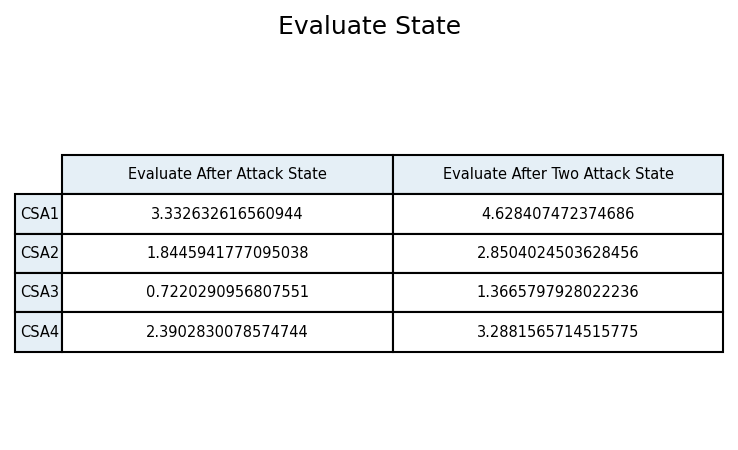 Evaluate State
Evaluate After Attack State Evaluate After Two Attack State
CSA1 3.332632616560944 4.628407472374686
CSA2 1.8445941777095038 2.8504024503628456
CSA3 0.7220290956807551 1.3665797928022236
CSA4 2.3902830078574744 3.2881565714515775